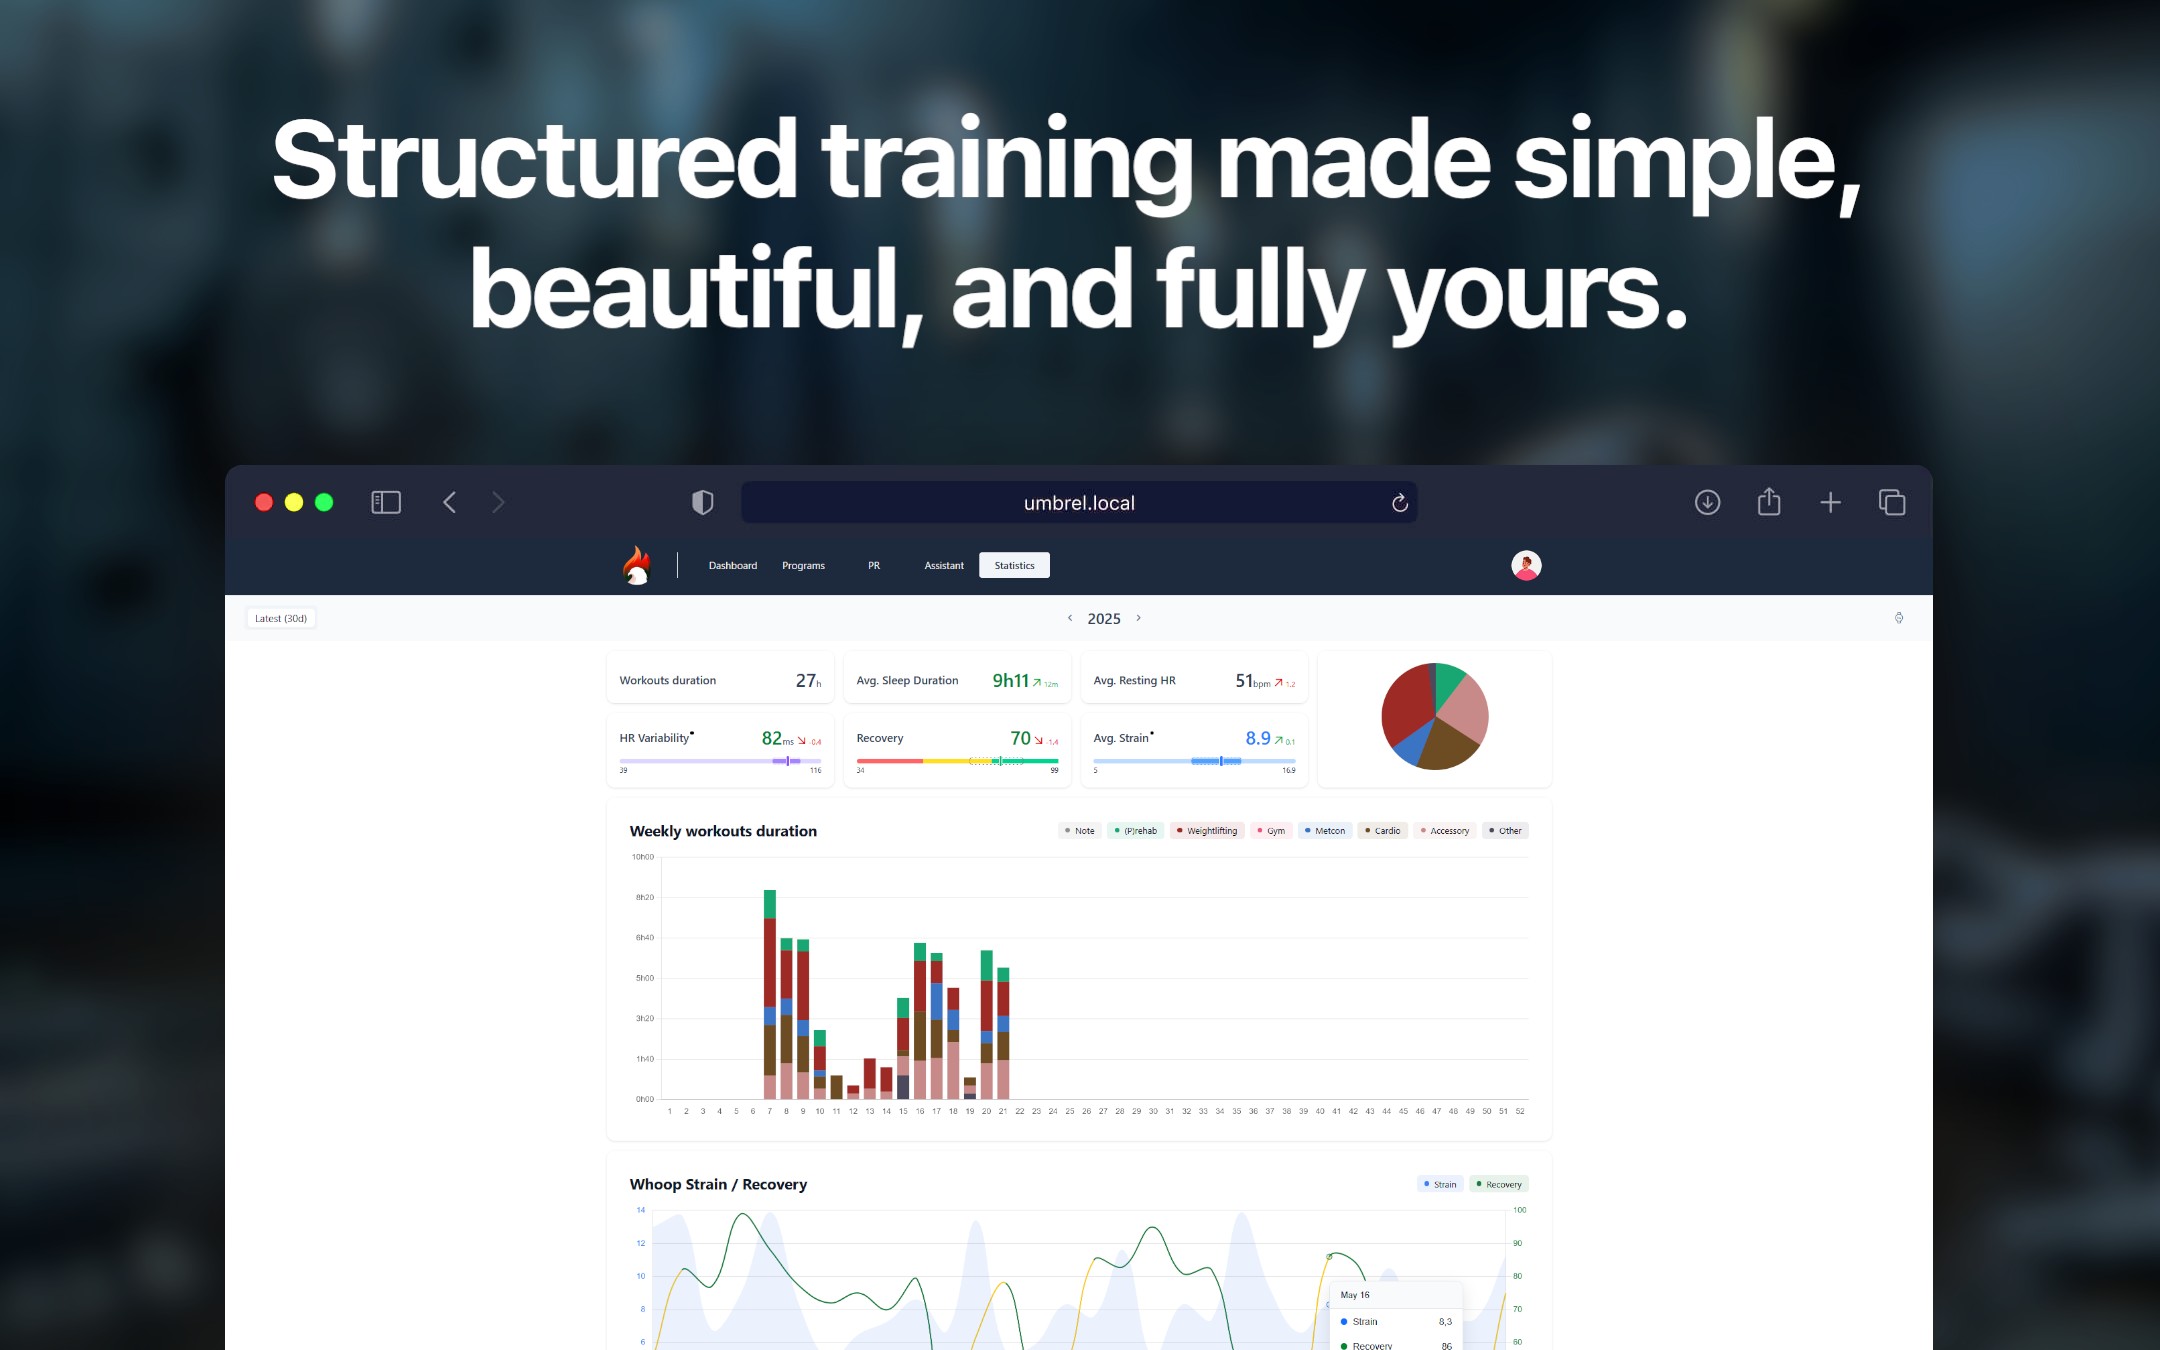 Structured training made simple,
beautiful, and fully yours.
umbrel.local
Dashboard Programs PR Assistant Statistics
Latest (30d) 2025
Workouts duration 27h
Avg. Sleep Duration 9h11 12m
Avg. Resting HR 51bpm 1.2
HR Variability 82ms -0.4
39 116
Recovery 70 -1.4
34 99
Avg. Strain 8.9 0.1
5 16.9
Weekly workouts duration
Note (P)rehab Weightlifting Gym Metcon Cardio Accessory Other
10h00
8h20
6h40
5h00
3h20
1h40
0h00
1 2 3 4 5 6 7 8 9 10 11 12 13 14 15 16 17 18 19 20 21 22 23 24 25 26 27 28 29 30 31 32 33 34 35 36 37 38 39 40 41 42 43 44 45 46 47 48 49 50 51 52
Whoop Strain / Recovery
Strain Recovery
14 100
12 90
10 80
8 70
6 60
May 16
Strain 8,3
Recovery 86